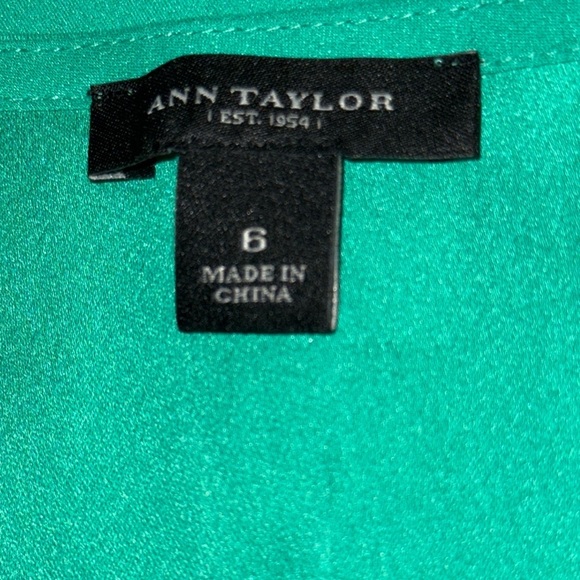 ANN TAYLOR
| EST. 1954 |
6
MADE IN
CHINA